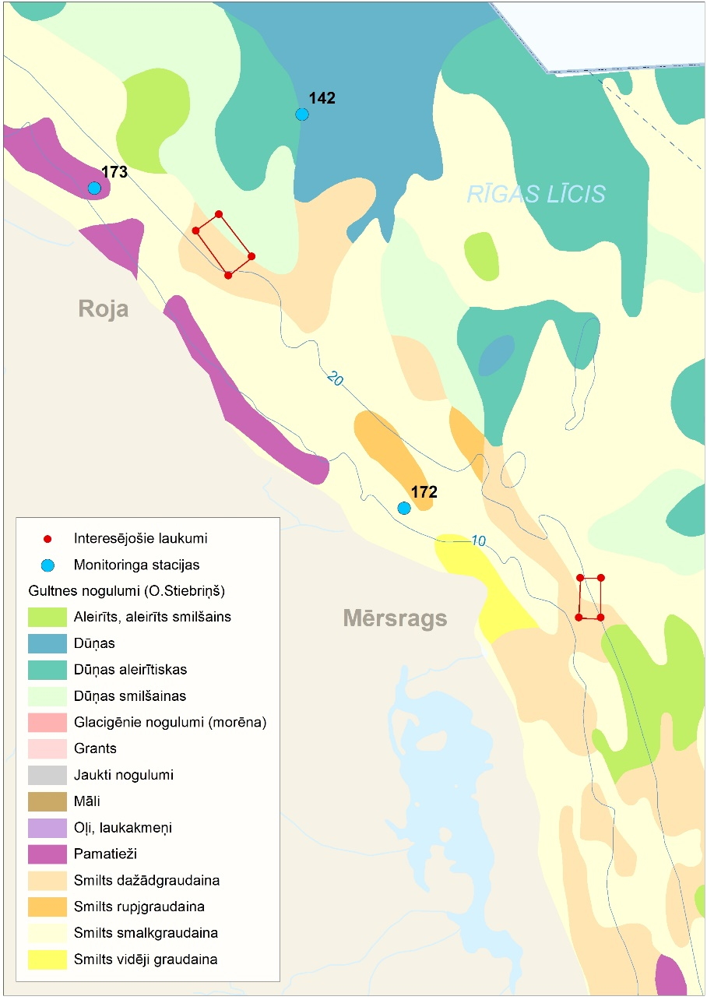 142
173
RĪGAS LĪCIS
Roja
20
172
10
Mērsrags
Interesējošie laukumi
Monitoringa stacijas
Gultnes nogulumi (O.Stiebriņš)
Aleirīts, aleirīts smilšains
Dūņas
Dūņas aleirītiskas
Dūņas smilšainas
Glacigēnie nogulumi (morēna)
Grants
Jaukti nogulumi
Māli
Oļi, laukakmeņi
Pamatieži
Smilts dažādgraudaina
Smilts rupjgraudaina
Smilts smalkgraudaina
Smilts vidēji graudaina